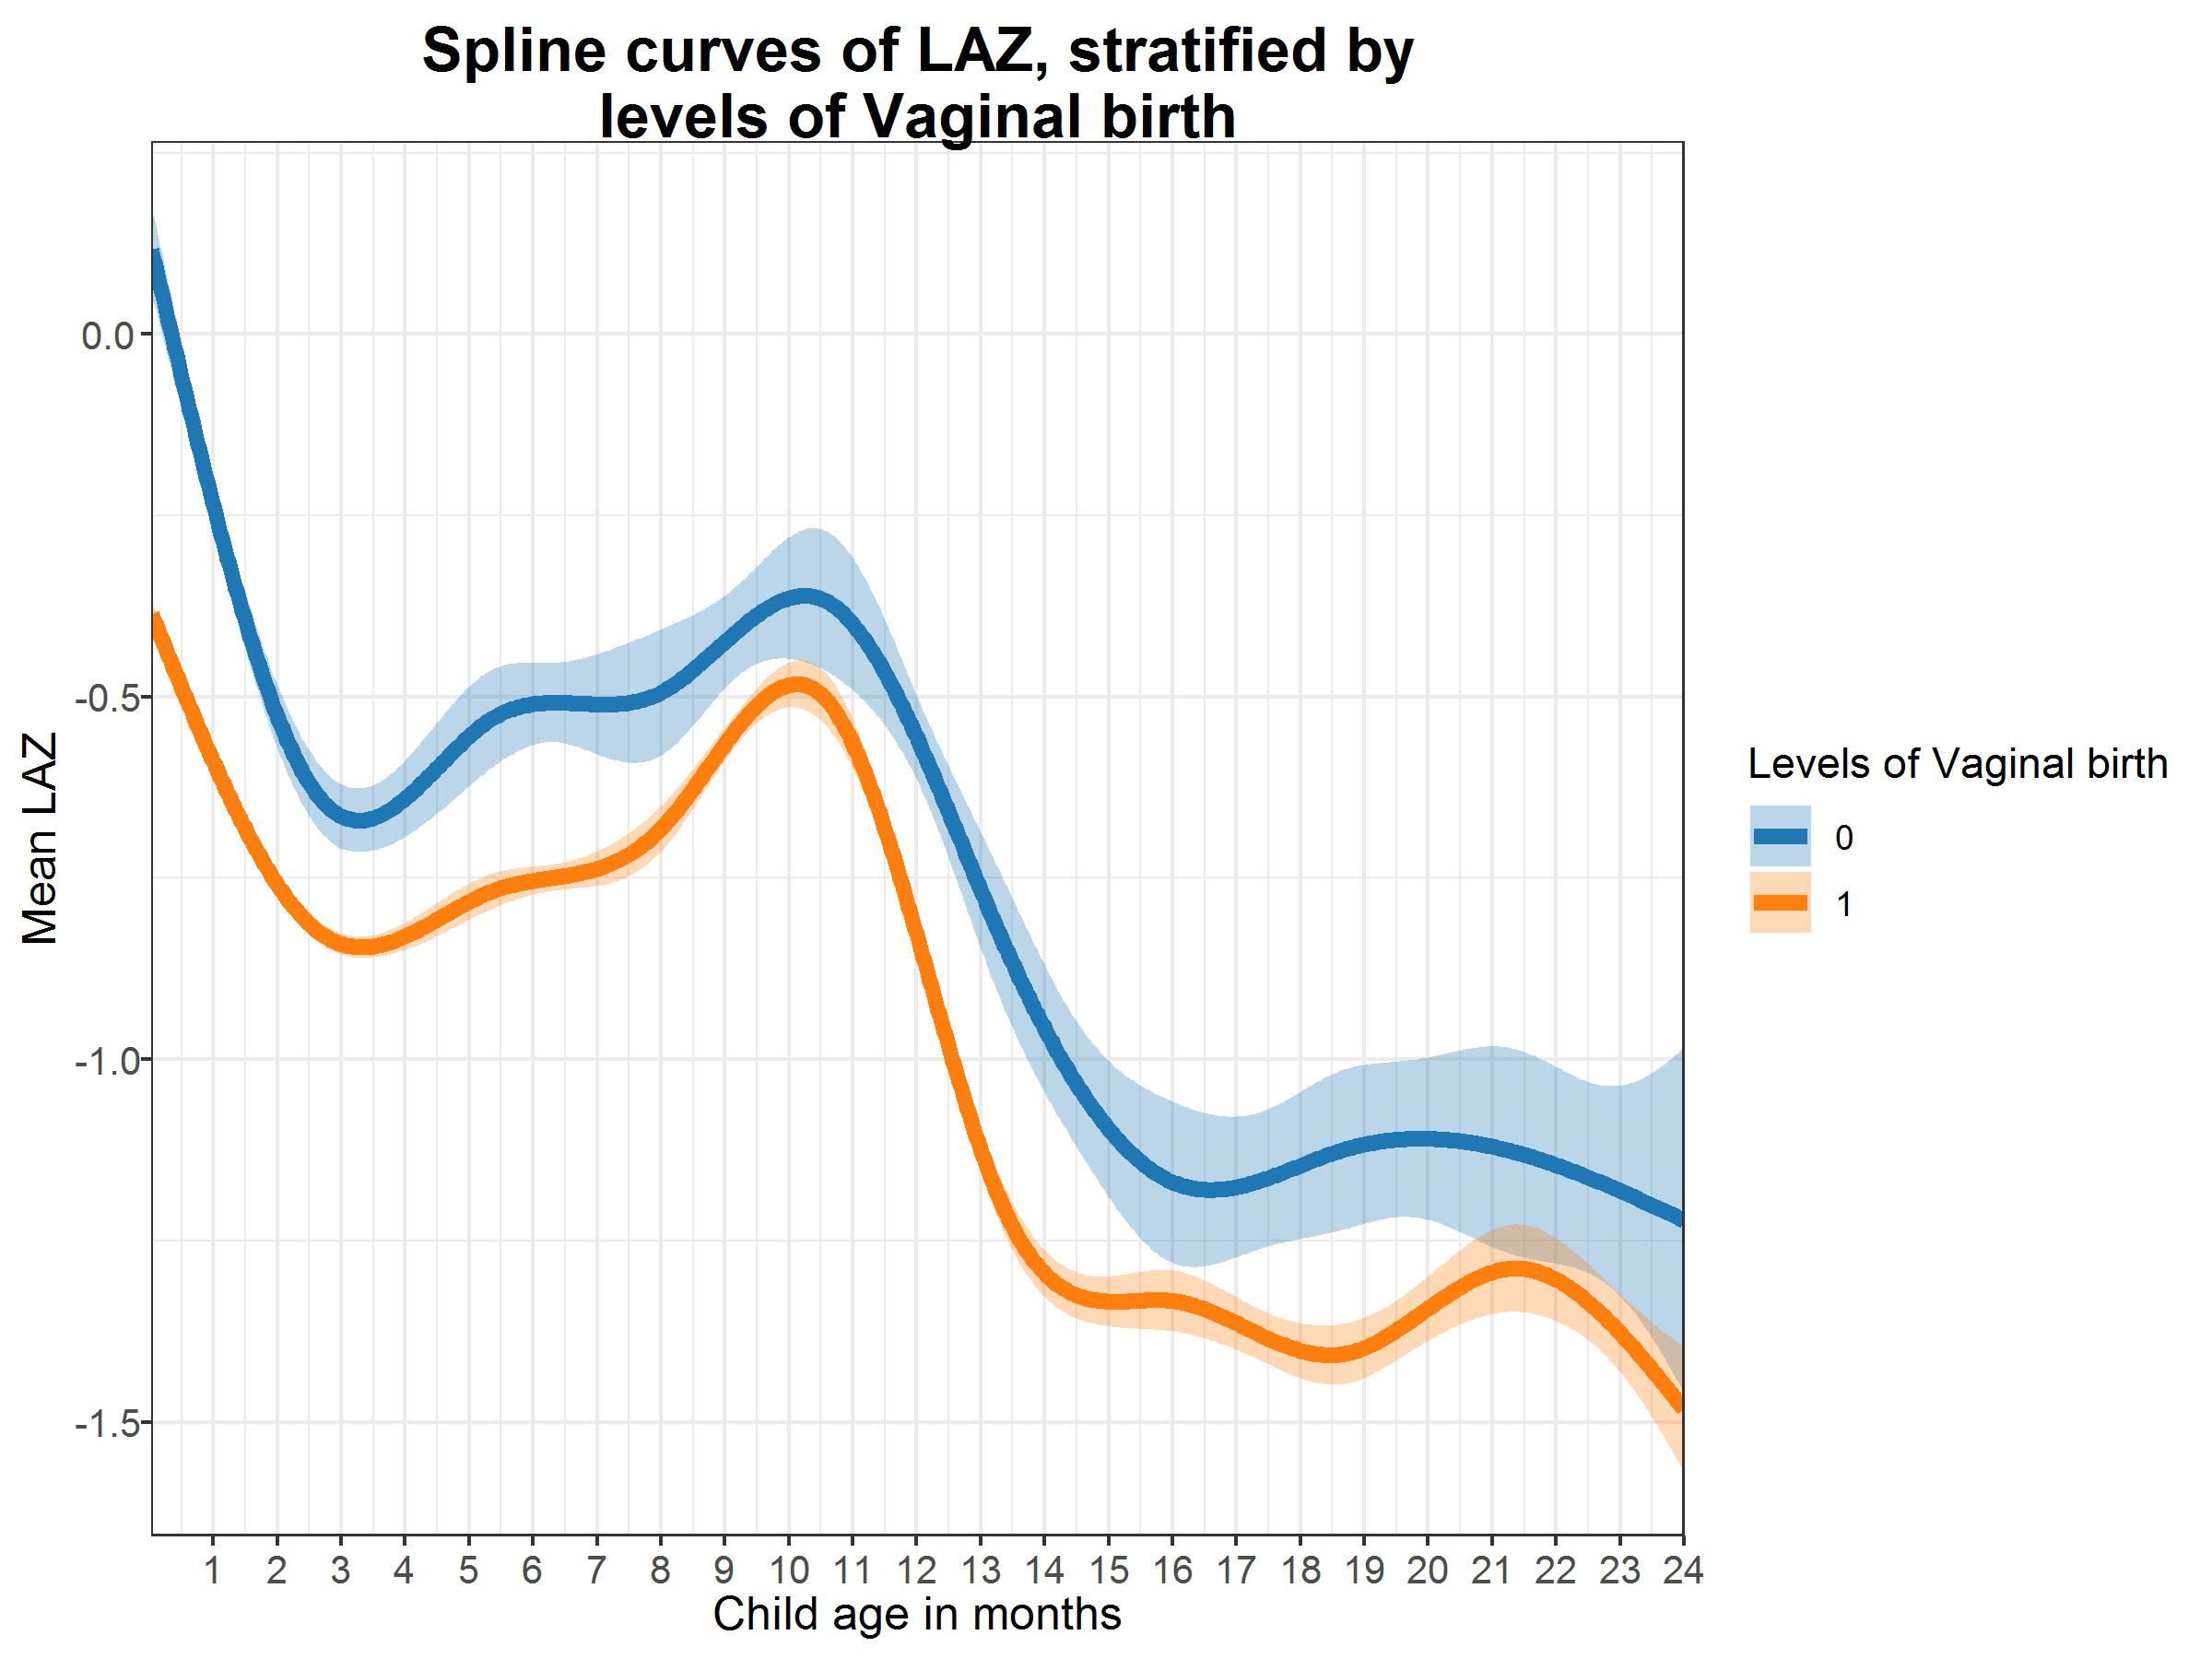 Spline curves of LAZ, stratified by
levels of Vaginal birth
Mean LAZ
0.0
-0.5
-1.0
-1.5
1 2 3 4 5 6 7 8 9 10 11 12 13 14 15 16 17 18 19 20 21 22 23 24
Child age in months
Levels of Vaginal birth
0
1